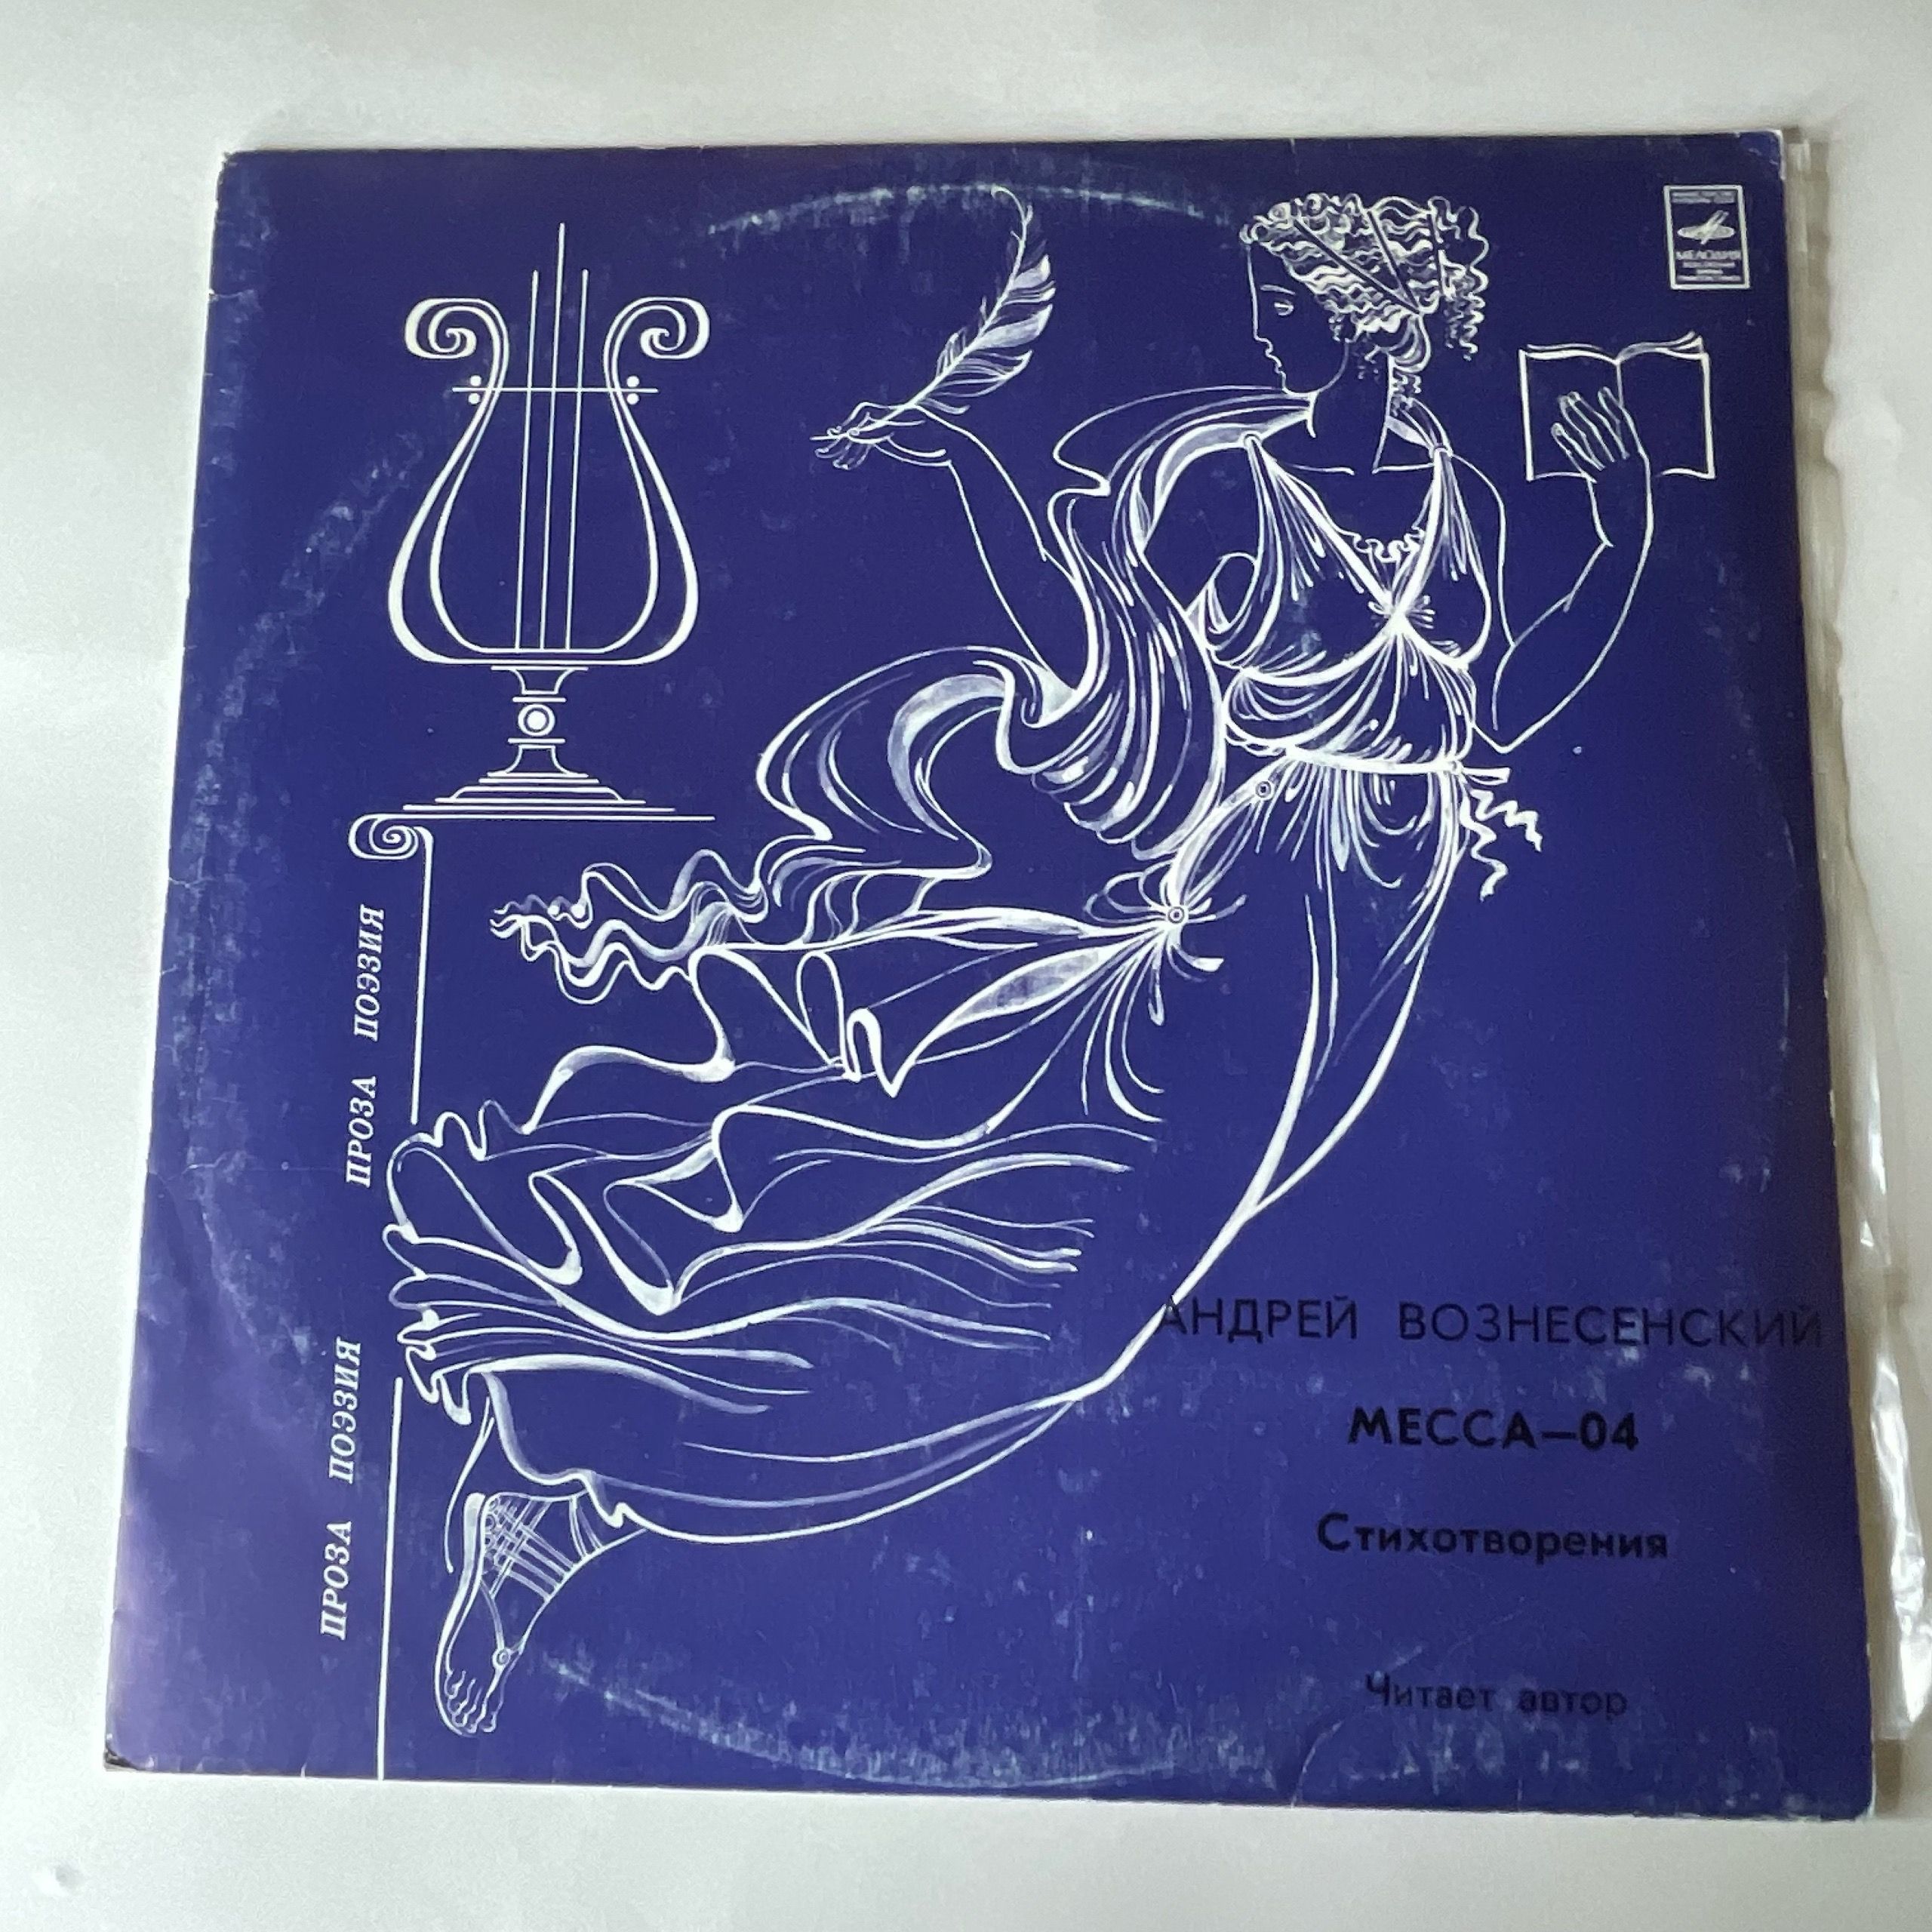 МЕЛОДИЯ
ПРОЗА ПОЭЗИЯ
ПРОЗА ПОЭЗИЯ
АНДРЕЙ ВОЗНЕСЕНСКИЙ
МЕССА—04
Стихотворения
Читает автор